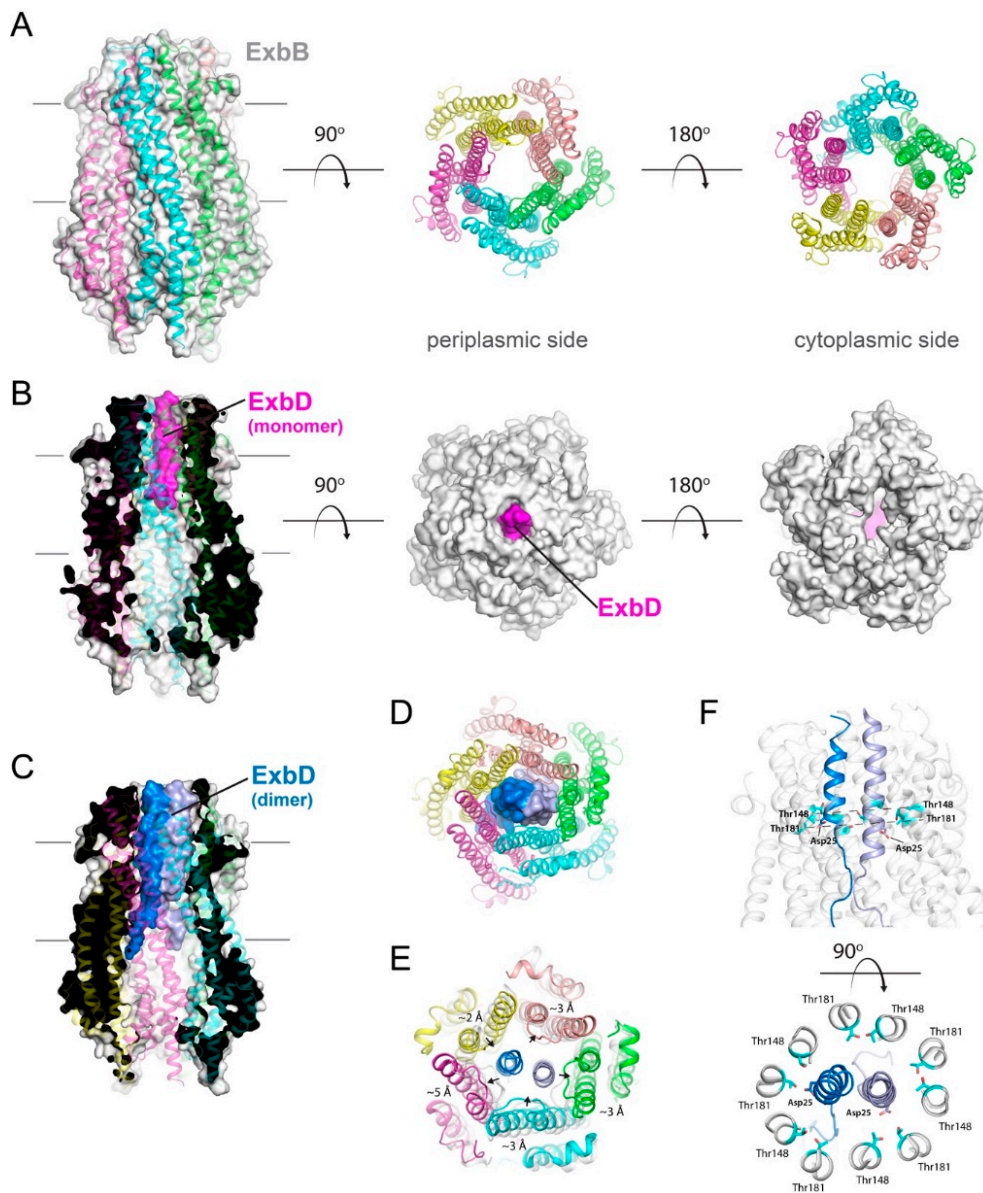 A
ExbB
90°
180°
periplasmic side
cytoplasmic side
B
ExbD
(monomer)
90°
180°
ExbD
C
ExbD
(dimer)
D
E
~2 Å
~3 Å
~5 Å
~3 Å
~3 Å
F
Thr148
Thr148
Thr181
Thr181
Asp25
Asp25
90°
Thr181
Thr148
Thr148
Thr181
Thr181
Asp25
Asp25
Thr148
Thr148
Thr181
Thr181
Thr148